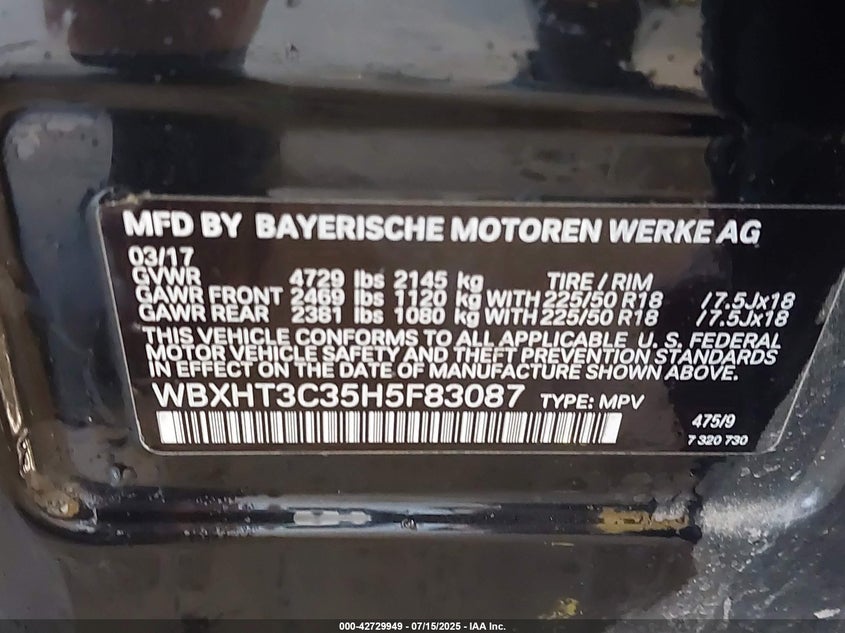 MFD BY BAYERISCHE MOTOREN WERKE AG
03/17
GVWR 4729 lbs 2145 kg TIRE / RIM
GAWR FRONT 2469 lbs 1120 kg WITH 225/50 R18 /7.5Jx18
GAWR REAR 2381 lbs 1080 kg WITH 225/50 R18 /7.5Jx18
THIS VEHICLE CONFORMS TO ALL APPLICABLE U. S. FEDERAL
MOTOR VEHICLE SAFETY AND THEFT PREVENTION STANDARDS
IN EFFECT ON THE DATE OF MANUFACTURE SHOWN ABOVE.
WBXHT3C35H5F83087 TYPE: MPV
475/9
7 320 730
000-42729949 - 07/15/2025 - IAA Inc.